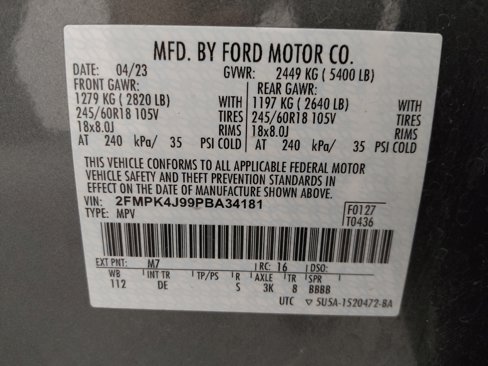 MFD. BY FORD MOTOR CO.
DATE: 04/23 GVWR: 2449 KG ( 5400 LB)
FRONT GAWR: REAR GAWR:
1279 KG ( 2820 LB) WITH 1197 KG ( 2640 LB) WITH
245/60R18 105V TIRES 245/60R18 105V TIRES
18x8.0J RIMS 18x8.0J RIMS
AT 240 kPa/ 35 PSI COLD AT 240 kPa/ 35 PSI COLD
THIS VEHICLE CONFORMS TO ALL APPLICABLE FEDERAL MOTOR
VEHICLE SAFETY AND THEFT PREVENTION STANDARDS IN
EFFECT ON THE DATE OF MANUFACTURE SHOWN ABOVE.
VIN: 2FMPK4J99PBA34181 F0127
TYPE: MPV T0436
EXT PNT: M7 RC: 16 DSO:
WB INT TR TP/PS R AXLE TR SPR
112 DE S 3K 8 BBBB
UTC ▽ 5U5A-1520472-BA